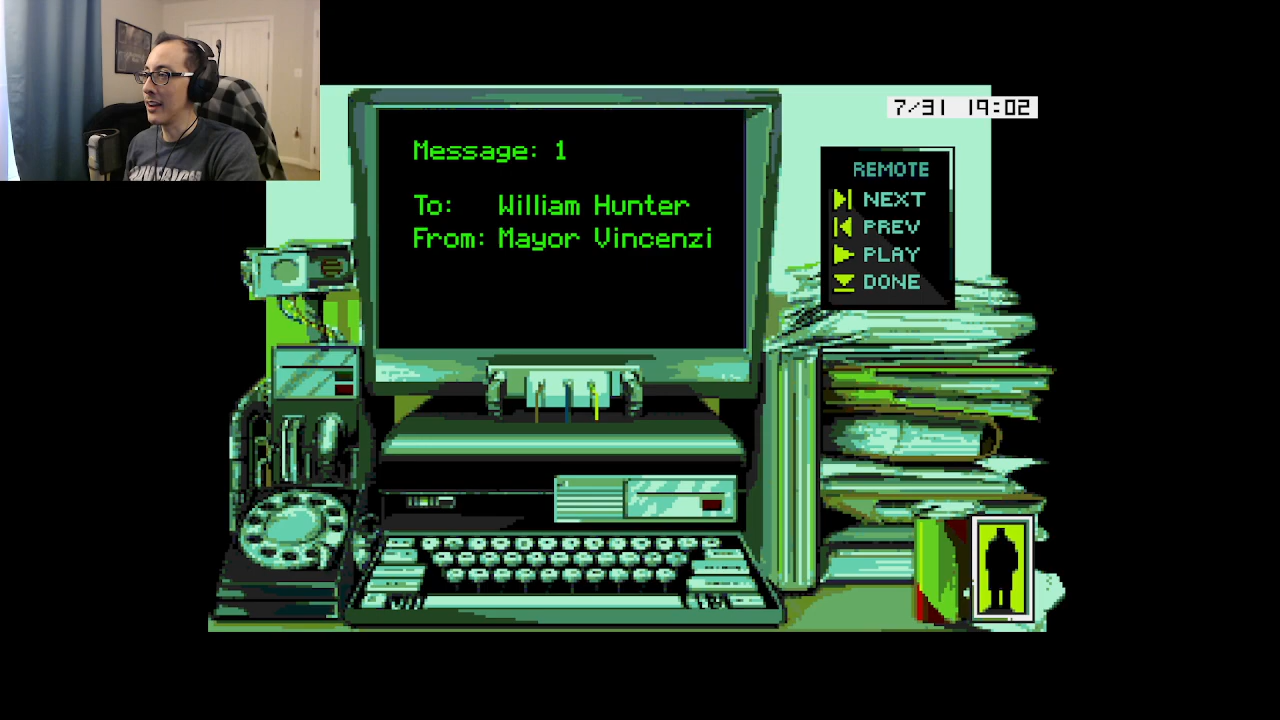 7/31 19:02
Message: 1
To: William Hunter
From: Mayor Vincenzi
REMOTE
NEXT
PREV
PLAY
DONE